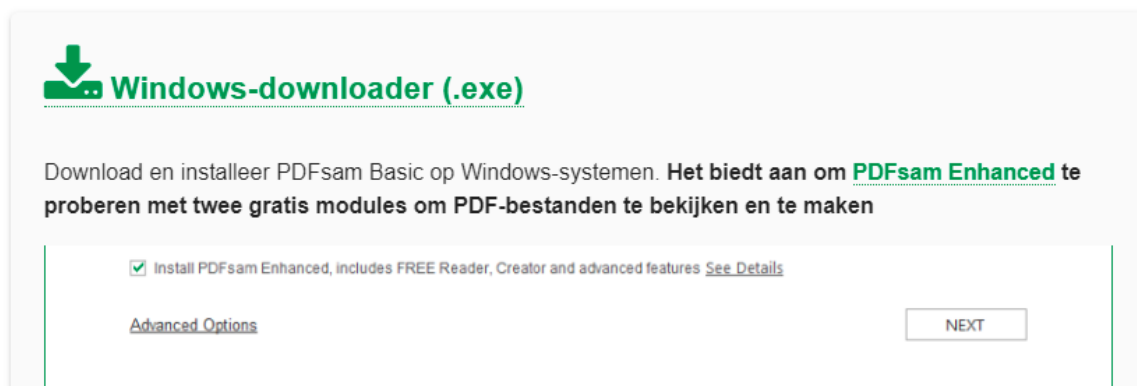 Windows-downloader (.exe)
Download en installeer PDFsam Basic op Windows-systemen. Het biedt aan om PDFsam Enhanced te
proberen met twee gratis modules om PDF-bestanden te bekijken en te maken
Install PDFsam Enhanced, includes FREE Reader, Creator and advanced features See Details
Advanced Options
NEXT